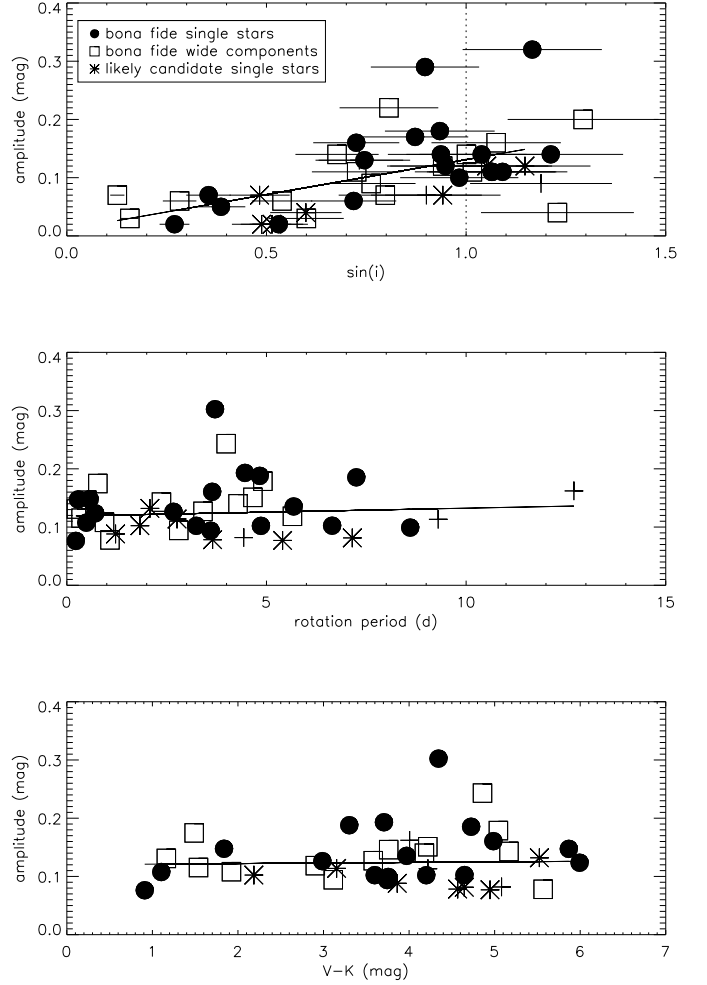 0.4
bona fide single stars
bona fide wide components
likely candidate single stars
0.3
0.2
0.1
0.0
amplitude (mag)
0.0 0.5 1.0 1.5
sin(i)
0.4
0.3
0.2
0.1
0.0
amplitude (mag)
0 5 10 15
rotation period (d)
0.4
0.3
0.2
0.1
0.0
amplitude (mag)
0 1 2 3 4 5 6 7
V-K (mag)